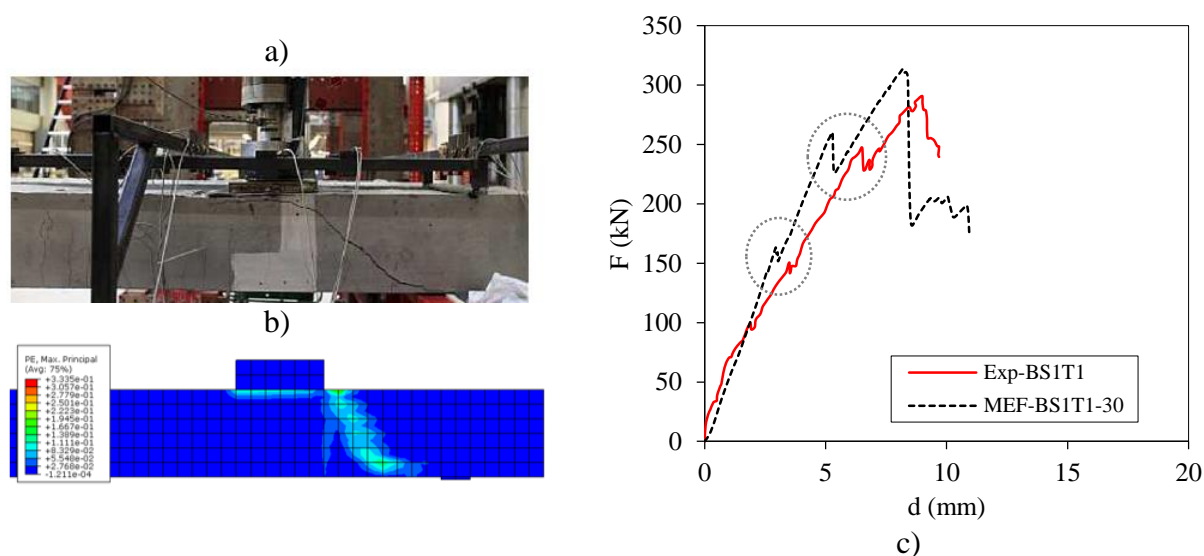 a)
b)
PE, Max. Principal
(Avg: 75%)
+3.335e-01
+3.057e-01
+2.779e-01
+2.501e-01
+2.223e-01
+1.945e-01
+1.667e-01
+1.389e-01
+1.111e-01
+8.329e-02
+5.548e-02
+2.768e-02
-1.211e-04
F (kN)
350
300
250
200
150
100
50
0
Exp-BS1T1
MEF-BS1T1-30
0 5 10 15 20
d (mm)
c)